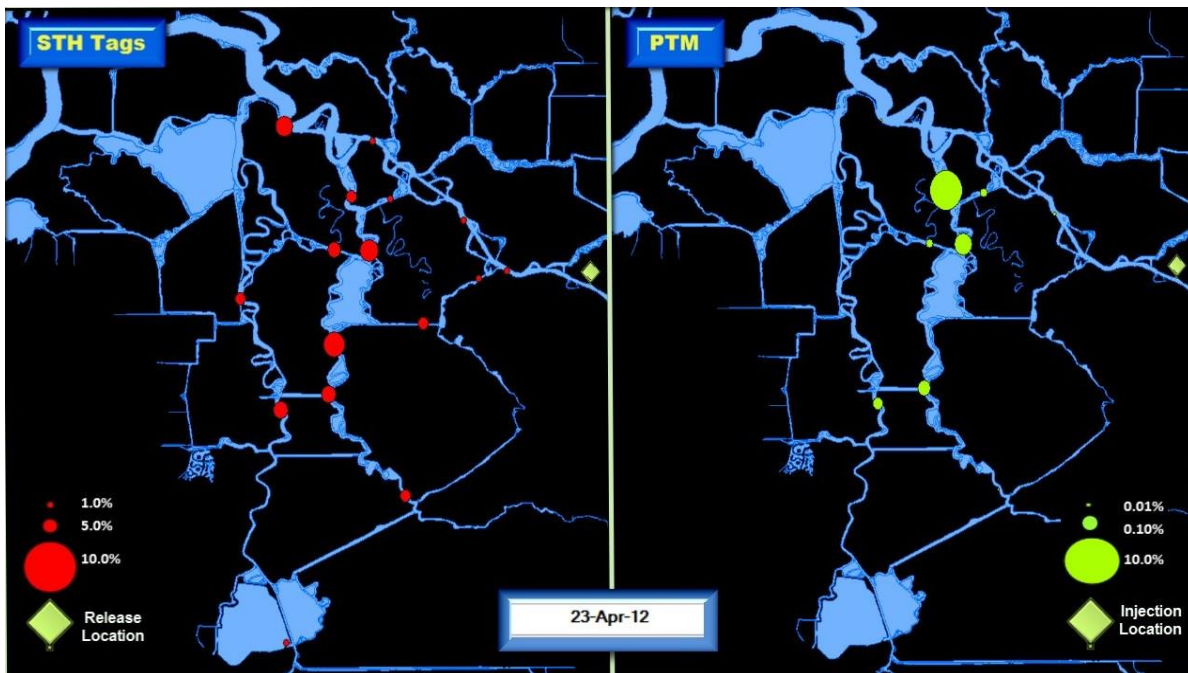 STH Tags
PTM
1.0%
5.0%
10.0%
Release
Location
23-Apr-12
0.01%
0.10%
10.0%
Injection
Location